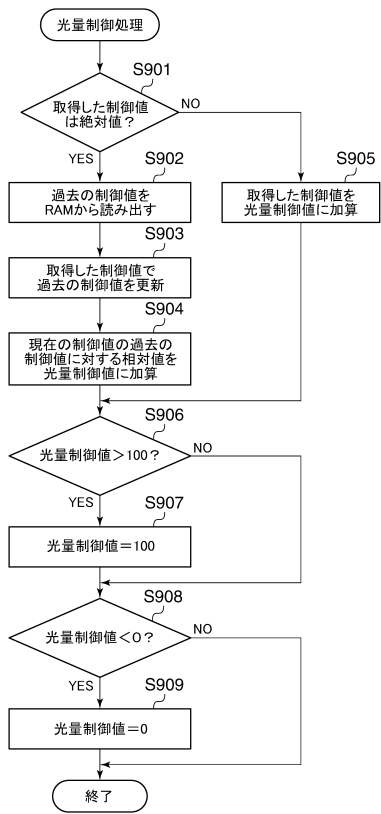 光量制御処理
S901
取得した制御値
は絶対値？
NO
YES
S902
過去の制御値を
RAMから読み出す
S905
取得した制御値を
光量制御値に加算
S903
取得した制御値で
過去の制御値を更新
S904
現在の制御値の過去の
制御値に対する相対値を
光量制御値に加算
S906
光量制御値＞100？
NO
YES
S907
光量制御値＝100
S908
光量制御値＜0？
NO
YES
S909
光量制御値＝0
終了